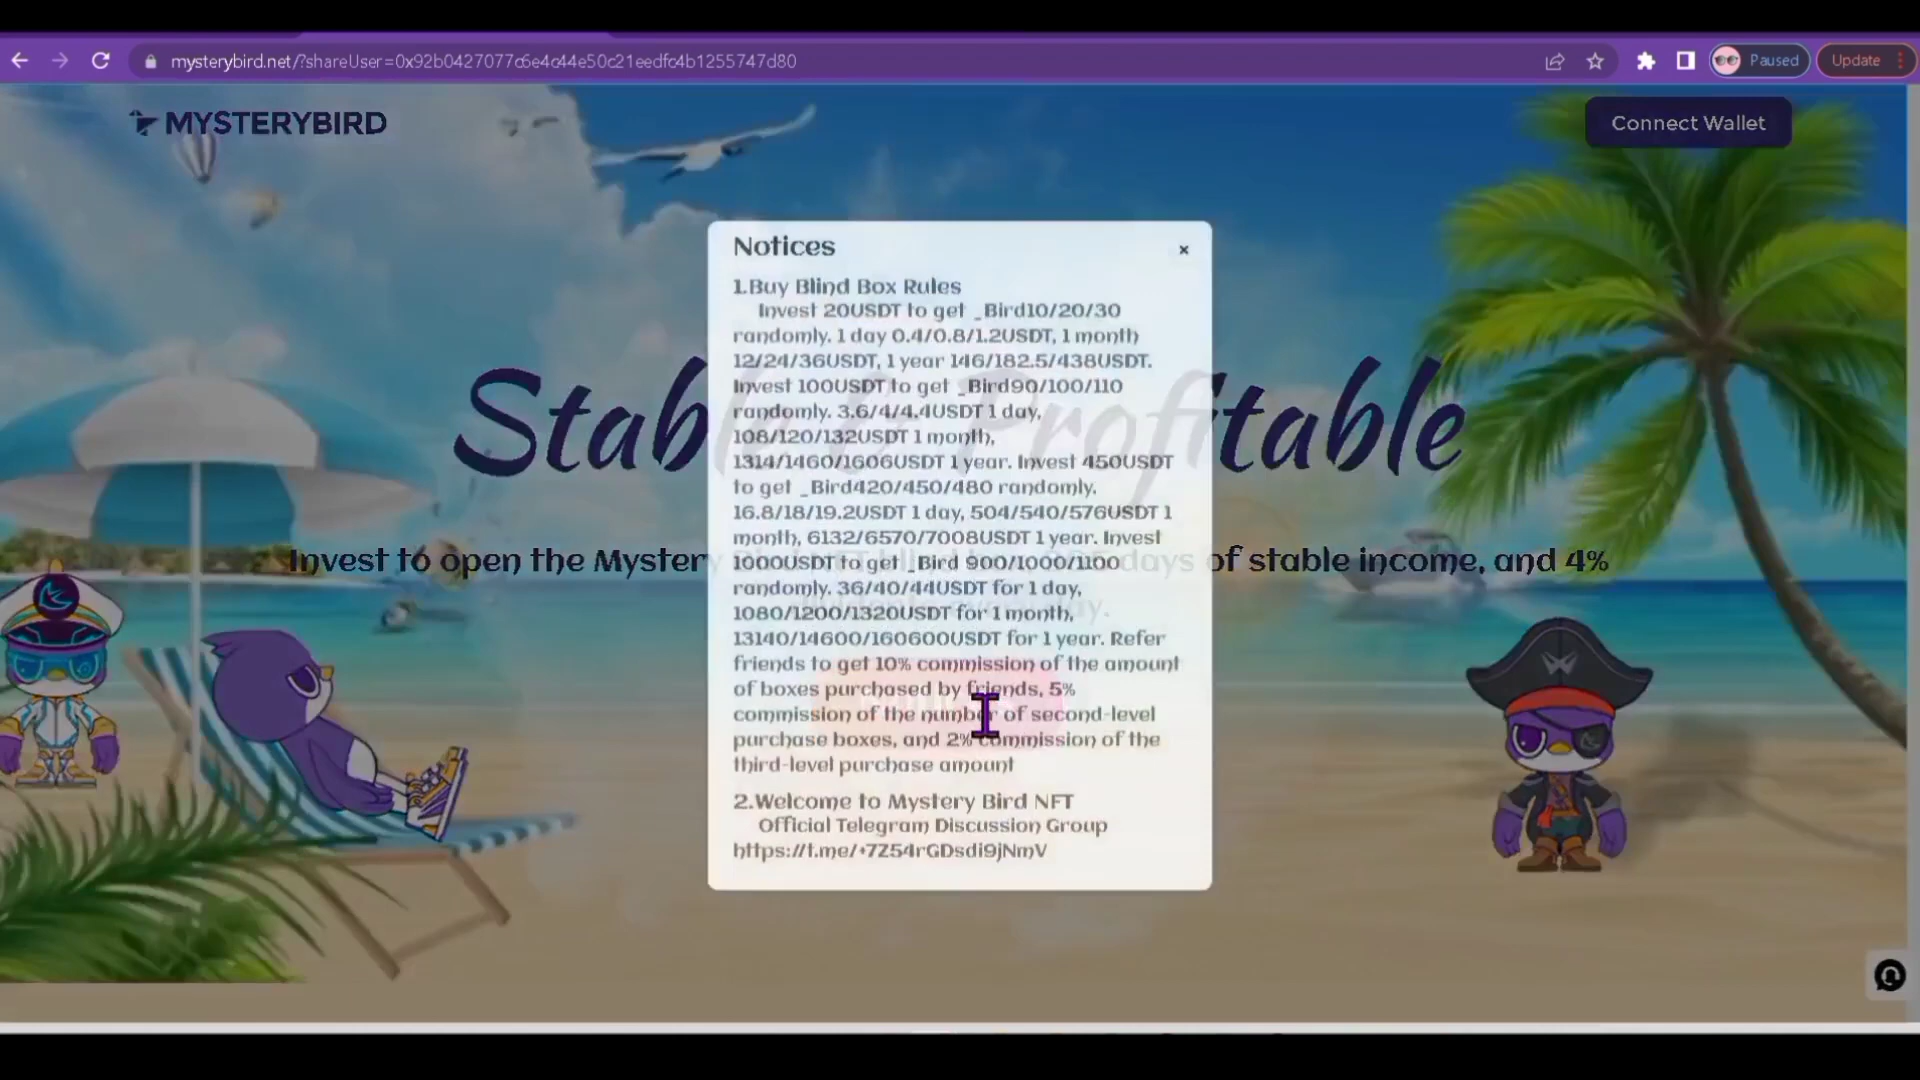 mysterybird.net/?shareUser=0x92b0427077c6e4c44e50c21eedfc4b1255747d80
Paused
Update
MYSTERYBIRD
Connect Wallet
Notices
×
1.Buy Blind Box Rules
Invest 20USDT to get _Bird10/20/30
randomly. 1 day 0.4/0.8/1.2USDT, 1 month
12/24/36USDT, 1 year 146/182.5/438USDT.
Invest 100USDT to get _Bird90/100/110
randomly. 3.6/4/4.4USDT 1 day,
108/120/132USDT 1 month,
1314/1460/1606USDT 1 year. Invest 450USDT
to get _Bird420/450/480 randomly.
16.8/18/19.2USDT 1 day, 504/540/576USDT 1
month, 6132/6570/7008USDT 1 year. Invest
1000USDT to get _Bird 900/1000/1100
randomly. 36/40/44USDT for 1 day,
1080/1200/1320USDT for 1 month,
13140/14600/160600USDT for 1 year. Refer
friends to get 10% commission of the amount
of boxes purchased by friends, 5%
commission of the number of second-level
purchase boxes, and 2% commission of the
third-level purchase amount
2.Welcome to Mystery Bird NFT
Official Telegram Discussion Group
https://t.me/+7Z54rGDsdi9jNmV
Stable & Profitable
Invest to open the Mystery days of stable income, and 4%